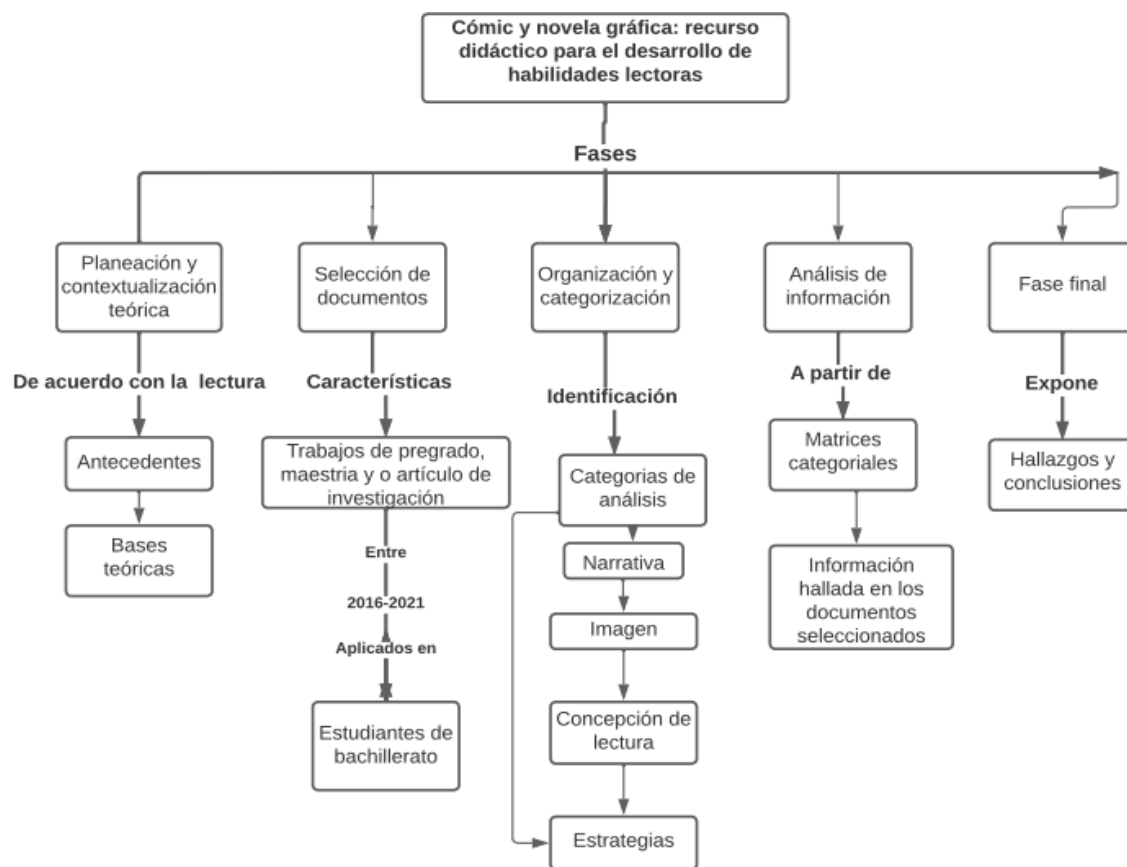 Cómic y novela gráfica: recurso
didáctico para el desarrollo de
habilidades lectoras
Fases
Planeación y
contextualización
teórica
De acuerdo con la lectura
Antecedentes
Bases
teóricas
Selección de
documentos
Características
Trabajos de pregrado,
maestria y o artículo de
investigación
Entre
2016-2021
Aplicados en
Estudiantes de
bachillerato
Organización y
categorización
Identificación
Categorias de
análisis
Narrativa
Imagen
Concepción de
lectura
Estrategias
Análisis de
información
A partir de
Matrices
categoriales
Información
hallada en los
documentos
seleccionados
Fase final
Expone
Hallazgos y
conclusiones